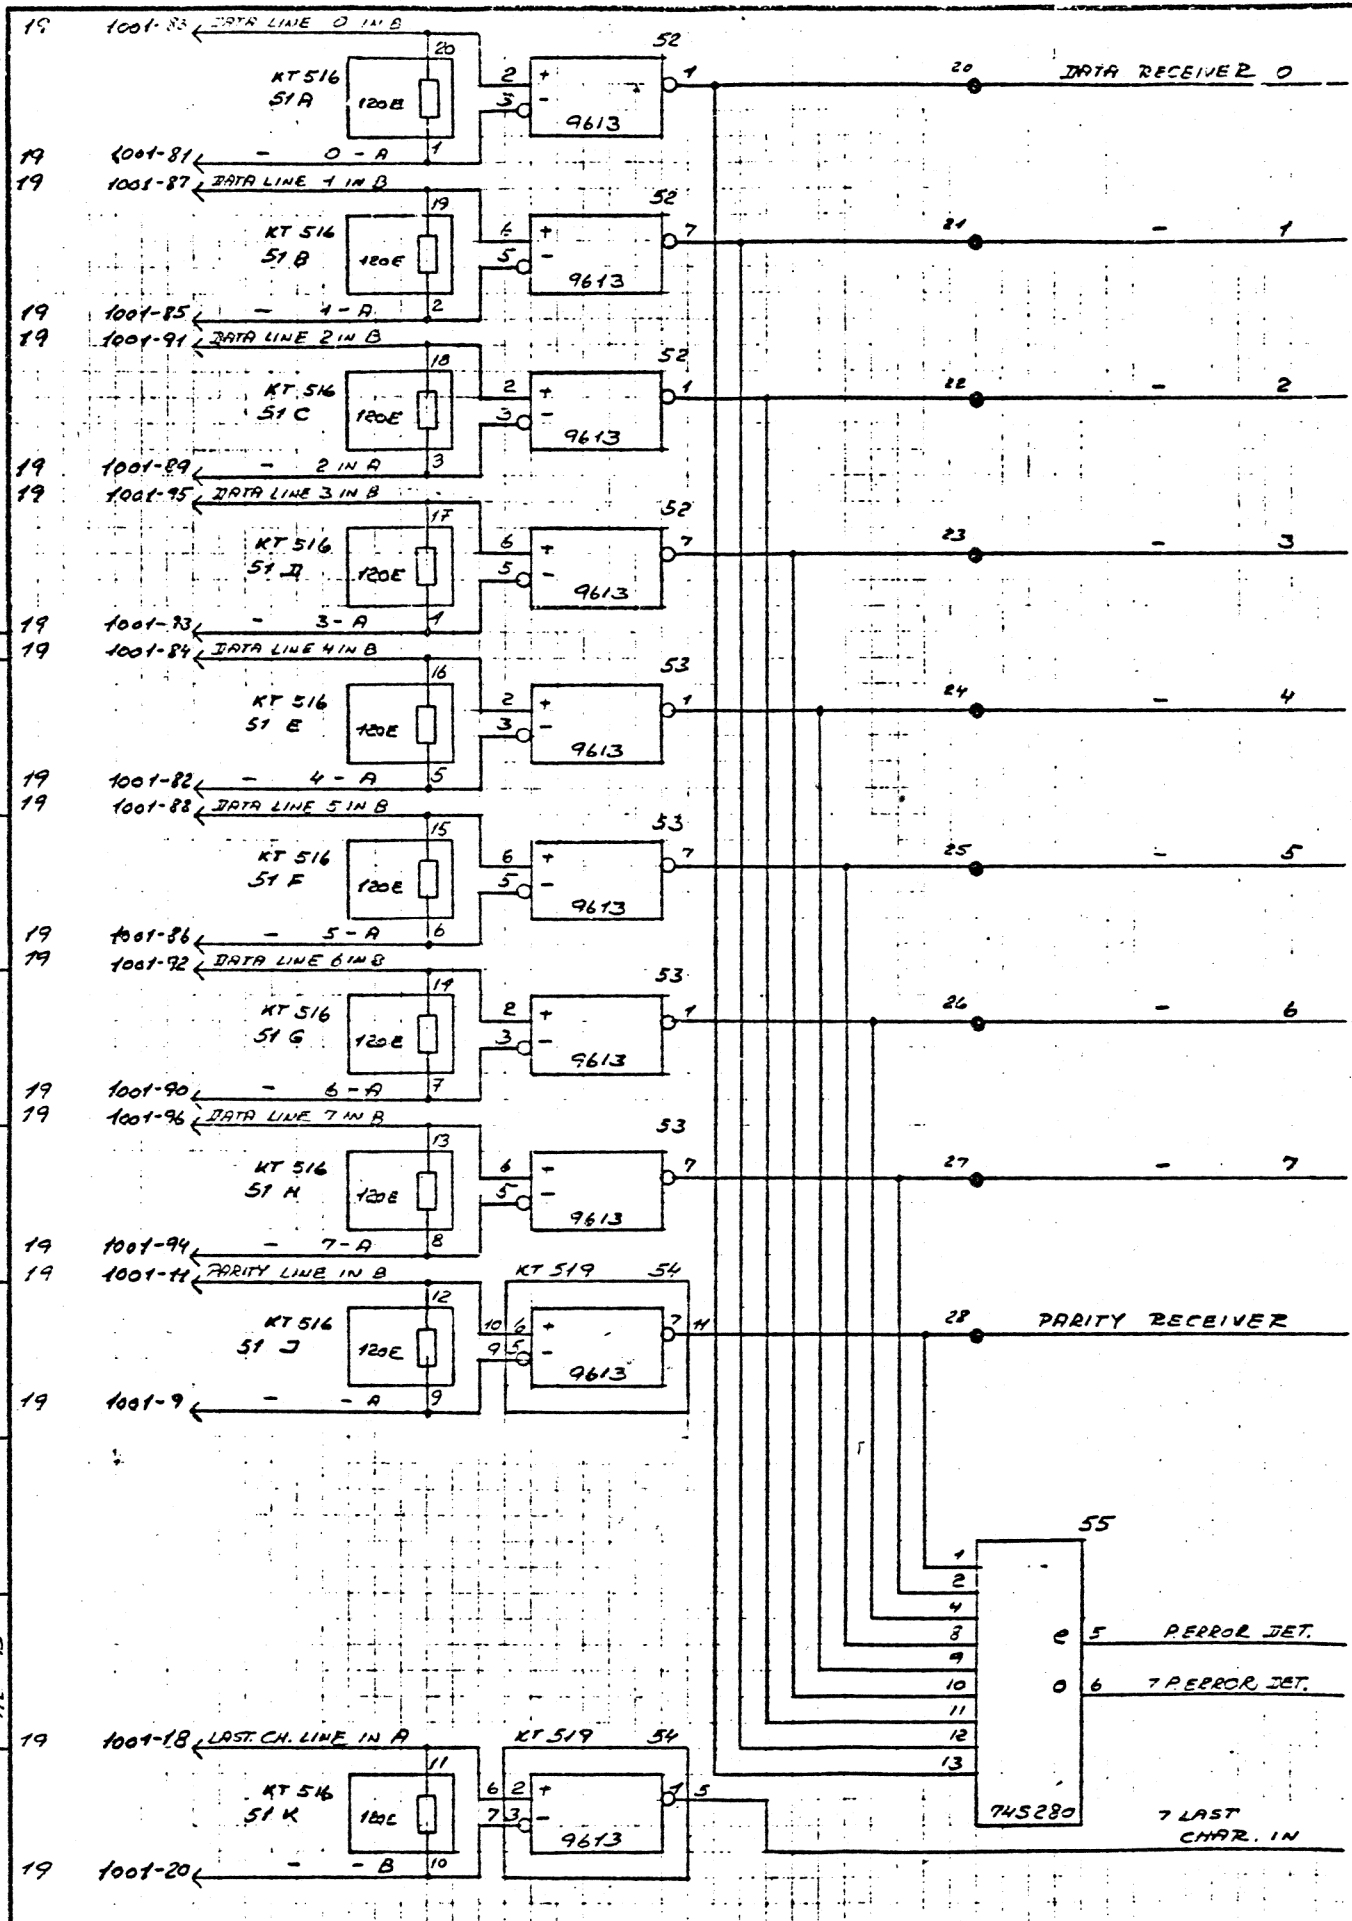 19 1001-83 DATA LINE 0 IN B
20 52
KT 516 2 + 1 20 DATA RECEIVER 0
51 A 120E 3 -
9613
1
19 1001-81 - 0 - A
19 1001-87 DATA LINE 1 IN B
19 52
KT 516 6 + 7 21 - 1
51 B 120E 5 -
9613
2
19 1001-85 - 1 - A
19 1001-91 DATA LINE 2 IN B
18 52
KT 516 2 + 1 22 - 2
51 C 120E 3 -
9613
3
19 1001-89 - 2 IN A
19 1001-95 DATA LINE 3 IN B
17 52
KT 516 6 + 7 23 - 3
51 D 120E 5 -
9613
19 1001-93 - 3 - A
19 1001-84 DATA LINE 4 IN B
16 53
KT 516 2 + 1 24 - 4
51 E 120E 3 -
9613
5
19 1001-82 - 4 - A
19 1001-88 DATA LINE 5 IN B
15 53
KT 516 6 + 7 25 - 5
51 F 120E 5 -
9613
6
19 1001-86 - 5 - A
19 1001-92 DATA LINE 6 IN B
14 53
KT 516 2 + 1 26 - 6
51 G 120E 3 -
9613
7
19 1001-90 - 6 - A
19 1001-96 DATA LINE 7 IN B
13 53
KT 516 6 + 7 27 - 7
51 H 120E 5 -
9613
8
19 1001-94 - 7 - A
19 1001-11 PARITY LINE IN B KT 519 54
12
KT 516 10 6 + 7 11 28 PARITY RECEIVER
51 J 120E 9 5 -
9613
9
19 1001-9 - - A
55
1
2
4
8 e 5 P.ERROR DET.
9
10 o 6 7 P.ERROR DET.
11
12
13
74S280
19 1001-18 LAST. CH. LINE IN A KT 519 54
11
KT 516 6 2 + 1 5
51 K 120E 7 3 -
9613
7 LAST
CHAR. IN
10
19 1001-20 - - B